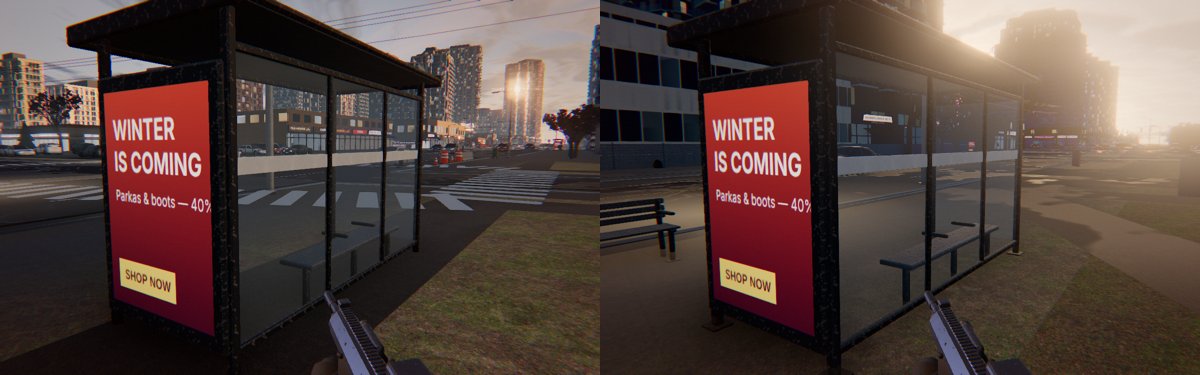 WINTER
IS COMING
Parkas & boots — 40%
SHOP NOW
WINTER
IS COMING
Parkas & boots — 40%
SHOP NOW